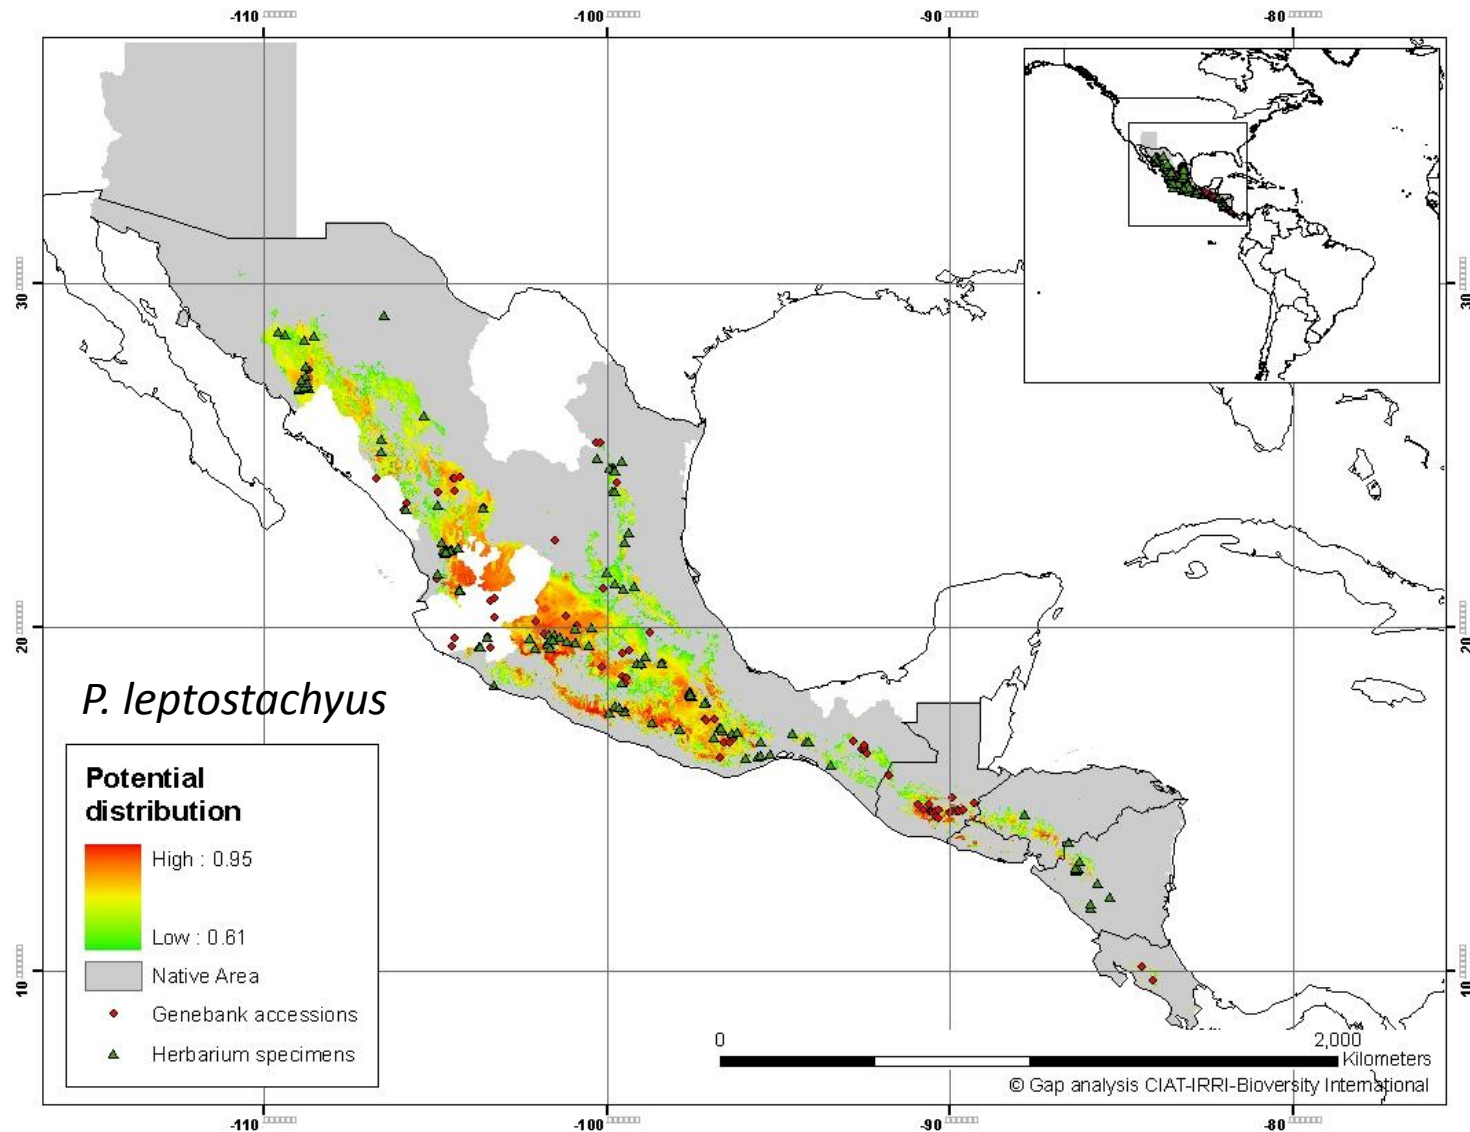 -110 -100 -90 -80
30 30
20 20
P. leptostachyus
Potential
distribution
High : 0.95
Low : 0.61
Native Area
Genebank accessions
Herbarium specimens
10 10
0 2,000
Kilometers
© Gap analysis CIAT-IRRI-Bioversity International
-110 -100 -90 -80